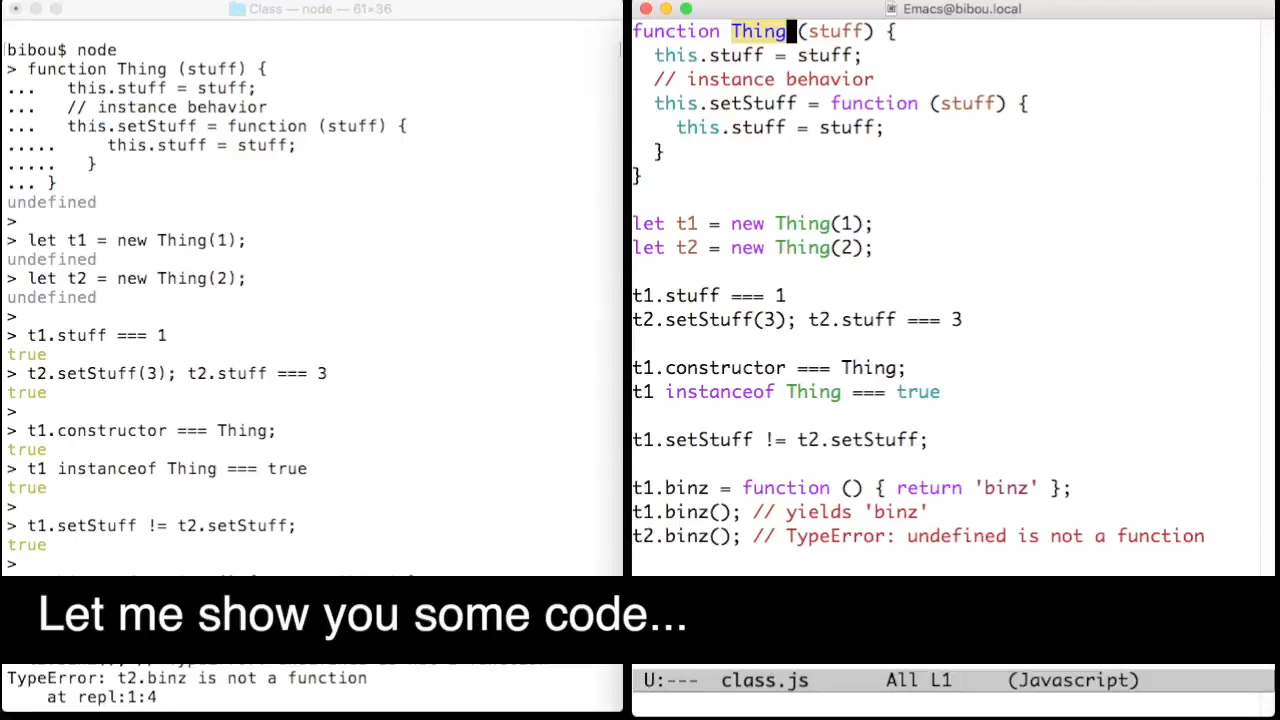 Class — node — 61×36
bibou$ node
> function Thing (stuff) {
...     this.stuff = stuff;
...     // instance behavior
...     this.setStuff = function (stuff) {
.....       this.stuff = stuff;
.....     }
... }
undefined
>
> let t1 = new Thing(1);
undefined
> let t2 = new Thing(2);
undefined
>
> t1.stuff === 1
true
> t2.setStuff(3); t2.stuff === 3
true
>
> t1.constructor === Thing;
true
> t1 instanceof Thing === true
true
>
> t1.setStuff != t2.setStuff;
true
>
TypeError: t2.binz is not a function
    at repl:1:4
Emacs@bibou.local
function Thing (stuff) {
  this.stuff = stuff;
  // instance behavior
  this.setStuff = function (stuff) {
    this.stuff = stuff;
  }
}
let t1 = new Thing(1);
let t2 = new Thing(2);
t1.stuff === 1
t2.setStuff(3); t2.stuff === 3
t1.constructor === Thing;
t1 instanceof Thing === true
t1.setStuff != t2.setStuff;
t1.binz = function () { return 'binz' };
t1.binz(); // yields 'binz'
t2.binz(); // TypeError: undefined is not a function
U:--- class.js All L1 (Javascript)
Let me show you some code...